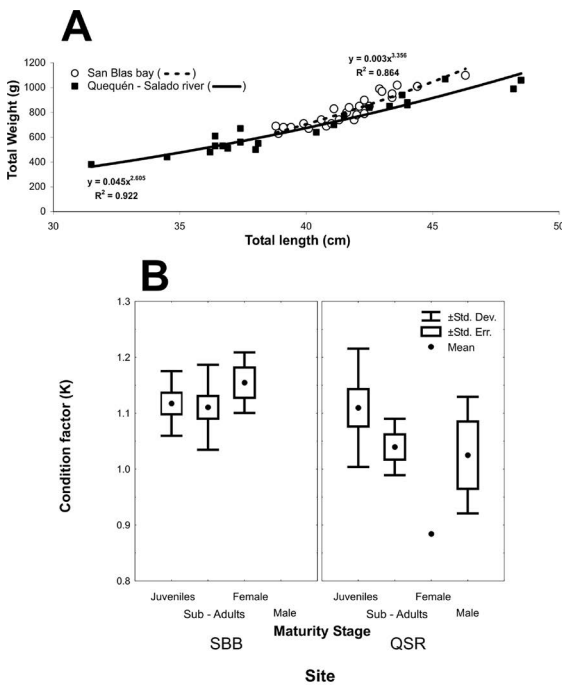 A
y = 0.003x^3.356
R² = 0.864
San Blas bay ( )
Quequén - Salado river ( )
y = 0.045x^2.605
R² = 0.922
Total Weight (g)
1200
1000
800
600
400
200
0
30 35 40 45 50
Total length (cm)
B
±Std. Dev.
±Std. Err.
Mean
Condition factor (K)
1.3
1.2
1.1
1.0
0.9
0.8
Juveniles Female Juveniles Female
Sub - Adults Male Sub - Adults Male
Maturity Stage
SBB QSR
Site